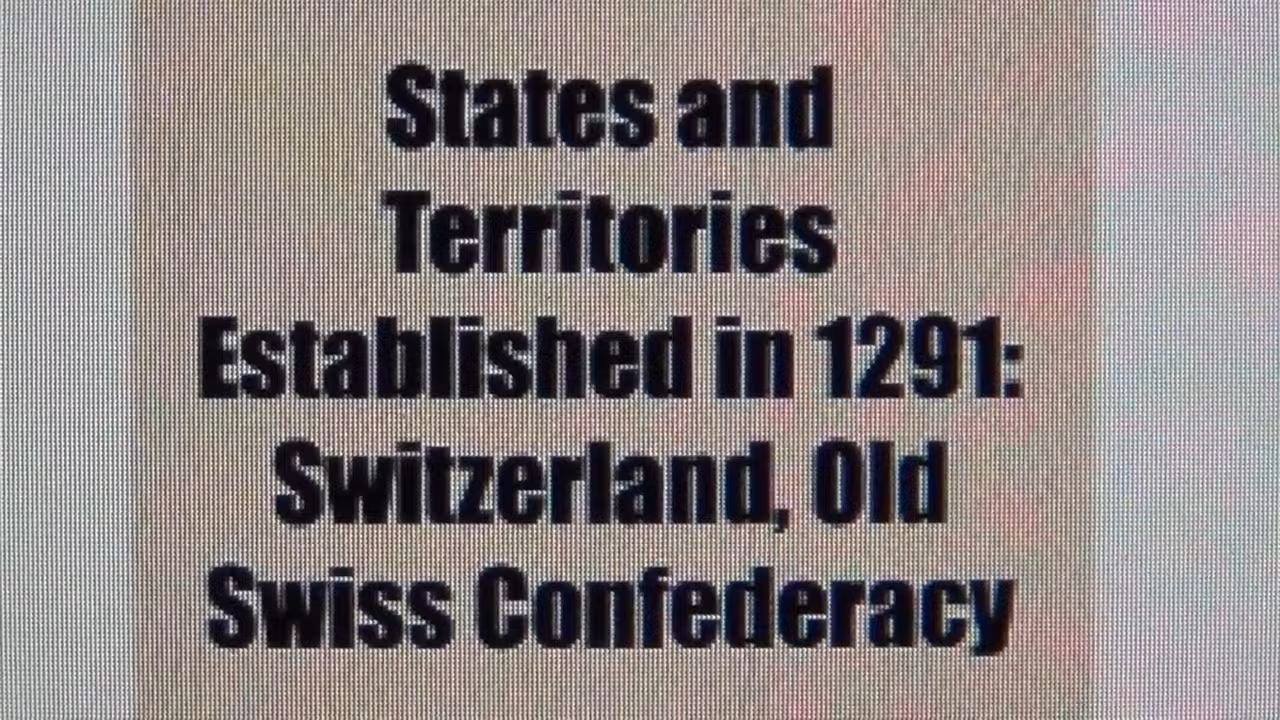 States and
Territories
Established in 1291:
Switzerland, Old
Swiss Confederacy